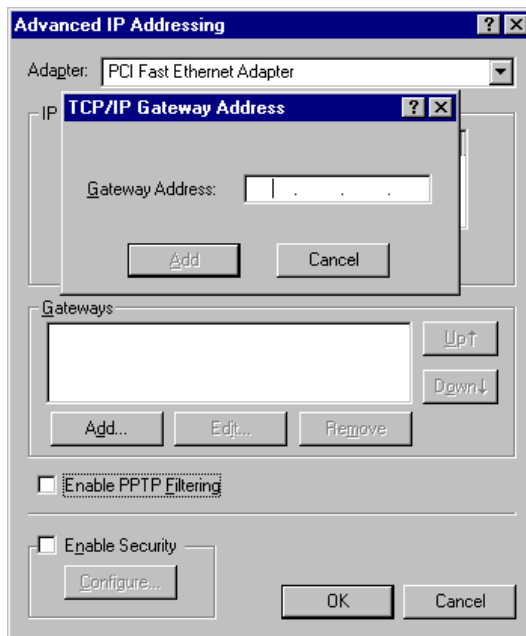 Advanced IP Addressing
Adapter: PCI Fast Ethernet Adapter
IP
TCP/IP Gateway Address
Gateway Address: . . .
Add Cancel
Gateways
Up↑
Down↓
Add... Edit... Remove
Enable PPTP Filtering
Enable Security
Configure...
OK Cancel